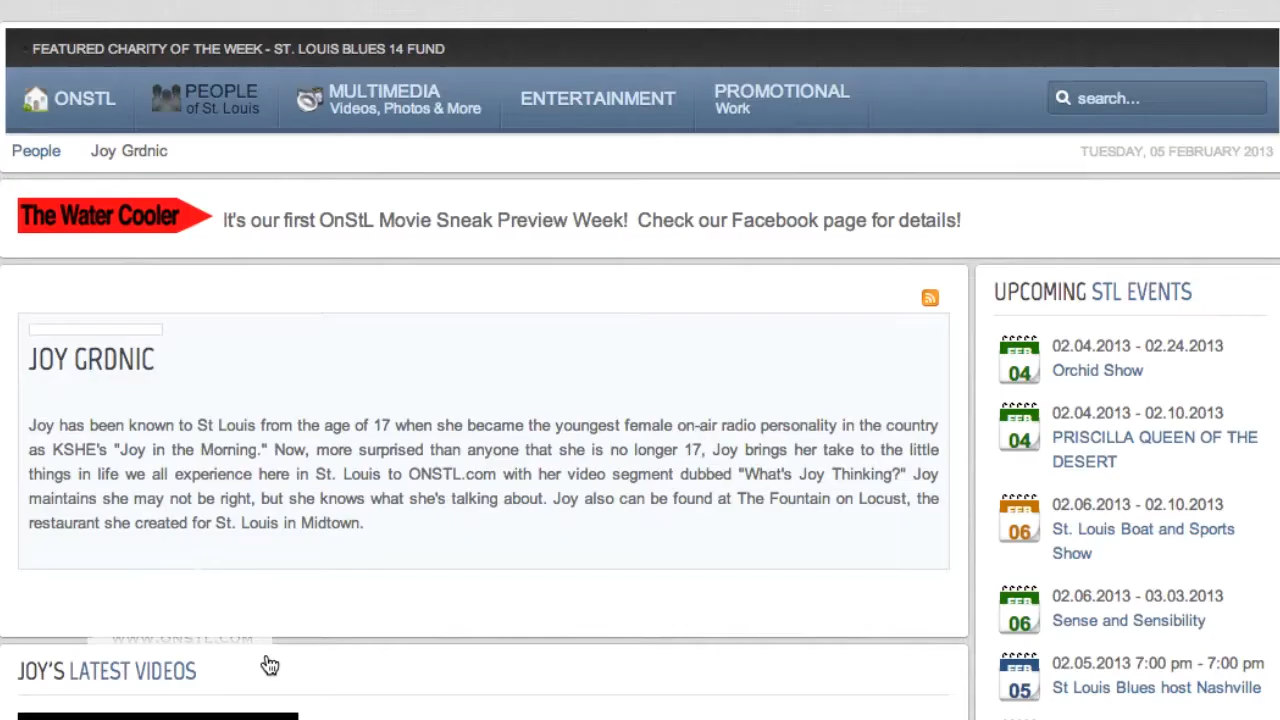 FEATURED CHARITY OF THE WEEK - ST. LOUIS BLUES 14 FUND
ONSTL
PEOPLE
of St. Louis
MULTIMEDIA
Videos, Photos & More
ENTERTAINMENT
PROMOTIONAL
Work
search...
People
Joy Grdnic
TUESDAY, 05 FEBRUARY 2013
The Water Cooler
It's our first OnStL Movie Sneak Preview Week! Check our Facebook page for details!
JOY GRDNIC
Joy has been known to St Louis from the age of 17 when she became the youngest female on-air radio personality in the country
as KSHE's "Joy in the Morning." Now, more surprised than anyone that she is no longer 17, Joy brings her take to the little
things in life we all experience here in St. Louis to ONSTL.com with her video segment dubbed "What's Joy Thinking?" Joy
maintains she may not be right, but she knows what she's talking about. Joy also can be found at The Fountain on Locust, the
restaurant she created for St. Louis in Midtown.
WWW.ONSTL.COM
JOY'S LATEST VIDEOS
UPCOMING STL EVENTS
FEB
04
02.04.2013 - 02.24.2013
Orchid Show
FEB
04
02.04.2013 - 02.10.2013
PRISCILLA QUEEN OF THE
DESERT
FEB
06
02.06.2013 - 02.10.2013
St. Louis Boat and Sports
Show
FEB
06
02.06.2013 - 03.03.2013
Sense and Sensibility
FEB
05
02.05.2013 7:00 pm - 7:00 pm
St Louis Blues host Nashville